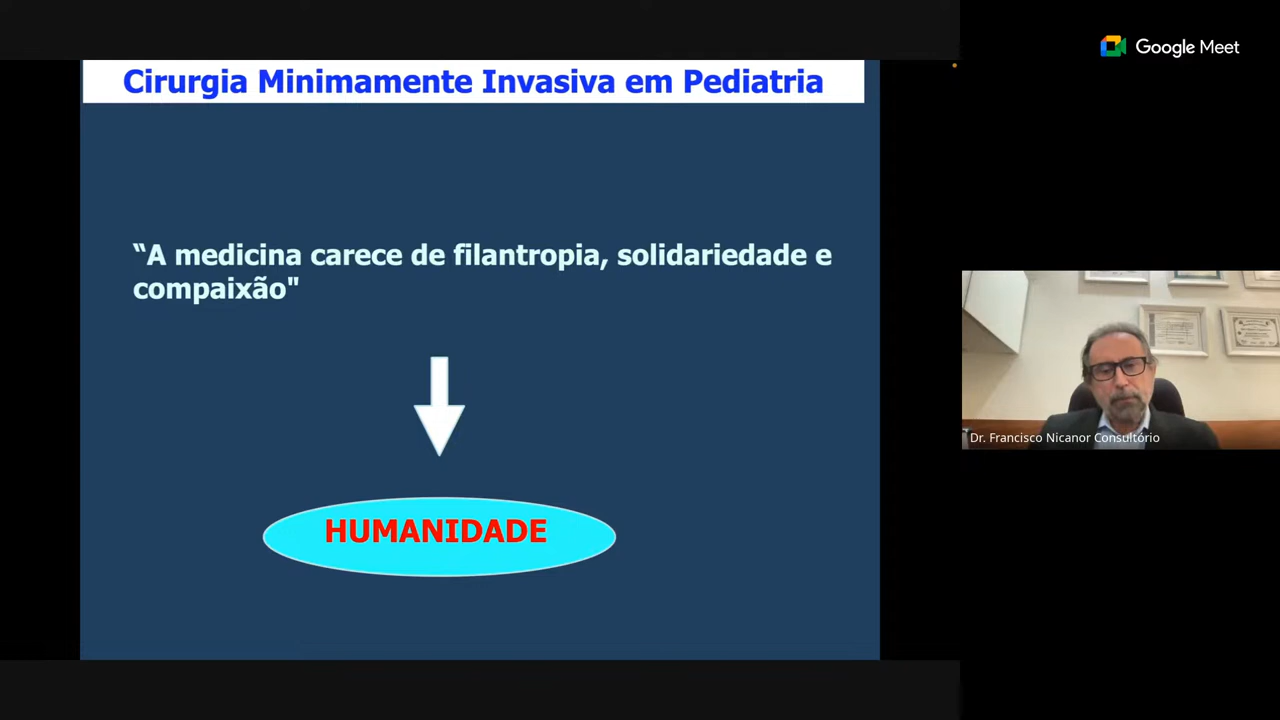 Cirurgia Minimamente Invasiva em Pediatria
“A medicina carece de filantropia, solidariedade e
compaixão"
HUMANIDADE
Google Meet
Dr. Francisco Nicanor Consultório